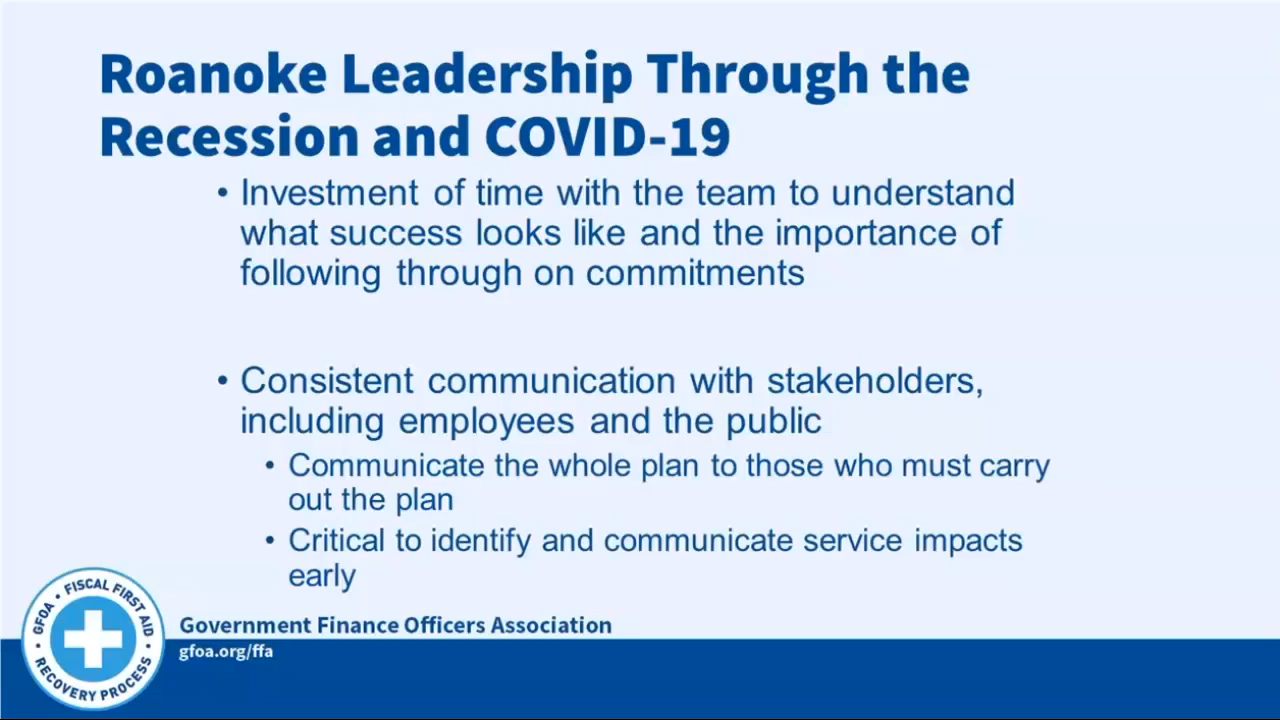 Roanoke Leadership Through the
Recession and COVID-19
• Investment of time with the team to understand
what success looks like and the importance of
following through on commitments
• Consistent communication with stakeholders,
including employees and the public
• Communicate the whole plan to those who must carry
out the plan
• Critical to identify and communicate service impacts
early
GFOA • FISCAL FIRST AID • RECOVERY PROCESS •
Government Finance Officers Association
gfoa.org/ffa